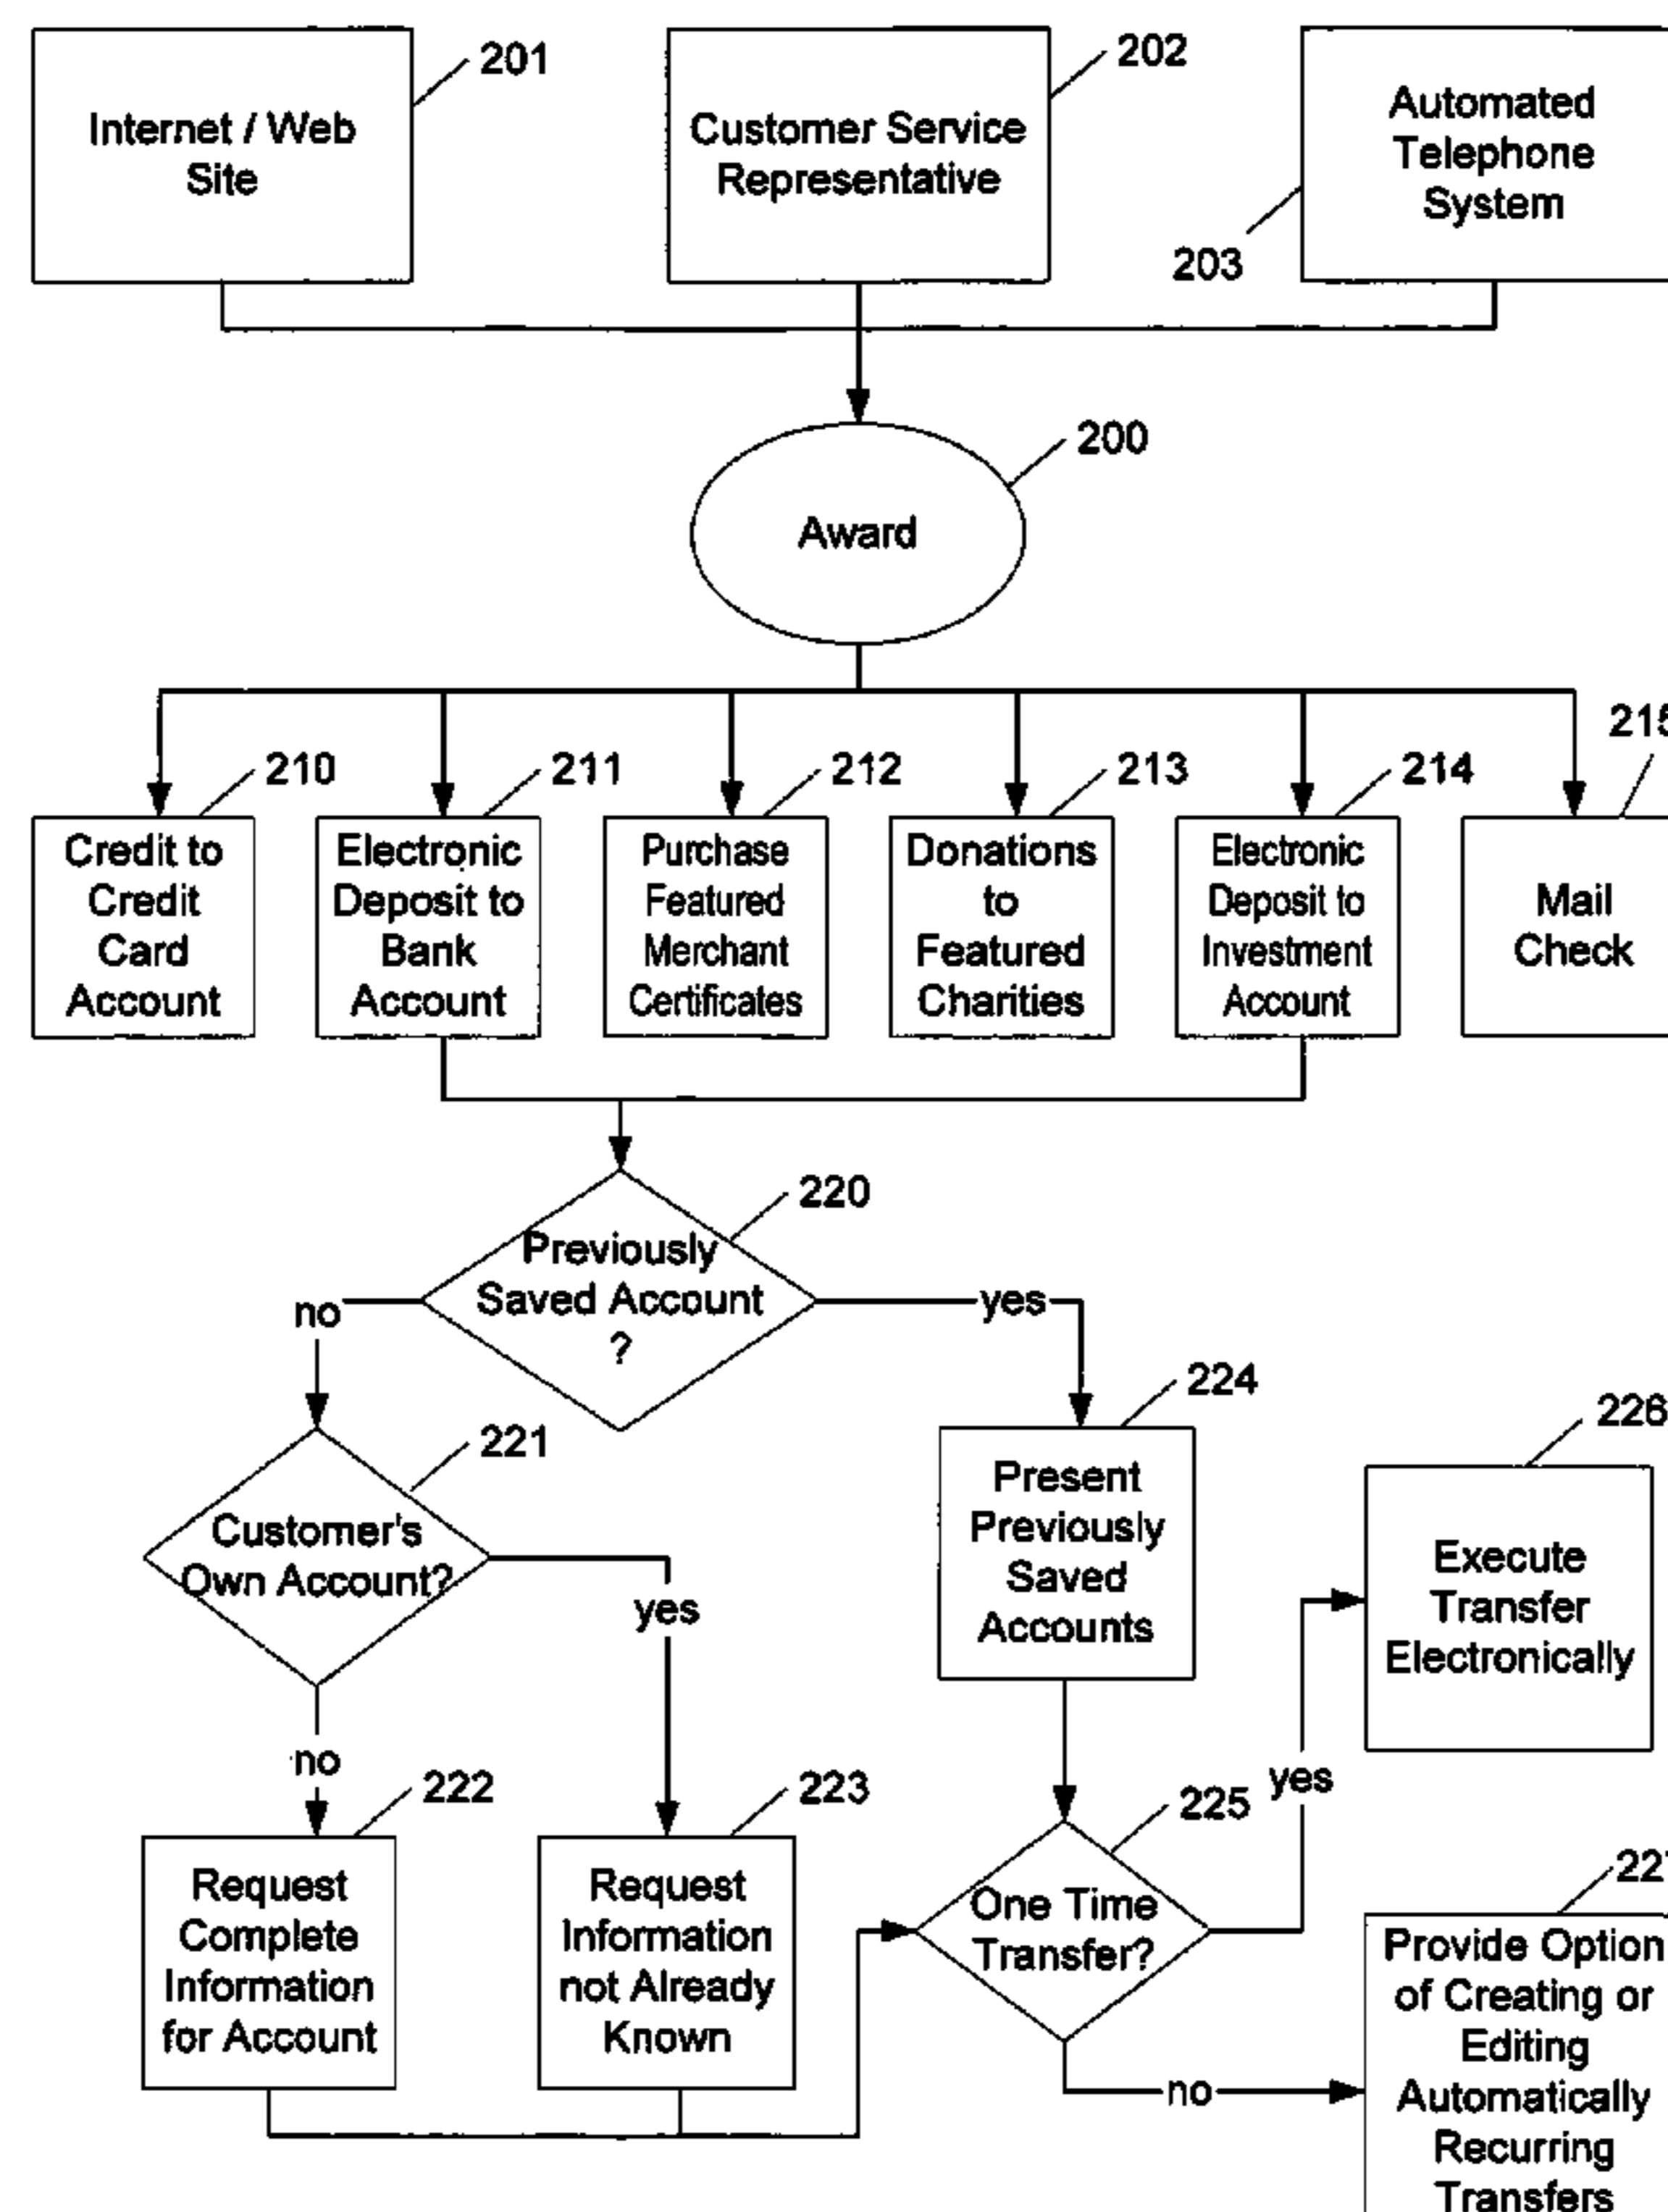 201
Internet / Web
Site
202
Customer Service
Representative
203
Automated
Telephone
System
200
Award
210
Credit to
Credit
Card
Account
211
Electronic
Deposit to
Bank
Account
212
Purchase
Featured
Merchant
Certificates
213
Donations
to
Featured
Charities
214
Electronic
Deposit to
Investment
Account
215
Mail
Check
220
Previously
Saved Account
?
no
yes
221
Customer's
Own Account?
yes
no
224
Present
Previously
Saved
Accounts
226
Execute
Transfer
Electronically
222
Request
Complete
Information
for Account
223
Request
Information
not Already
Known
225
One Time
Transfer?
yes
no
227
Provide Option
of Creating or
Editing
Automatically
Recurring
Transfers